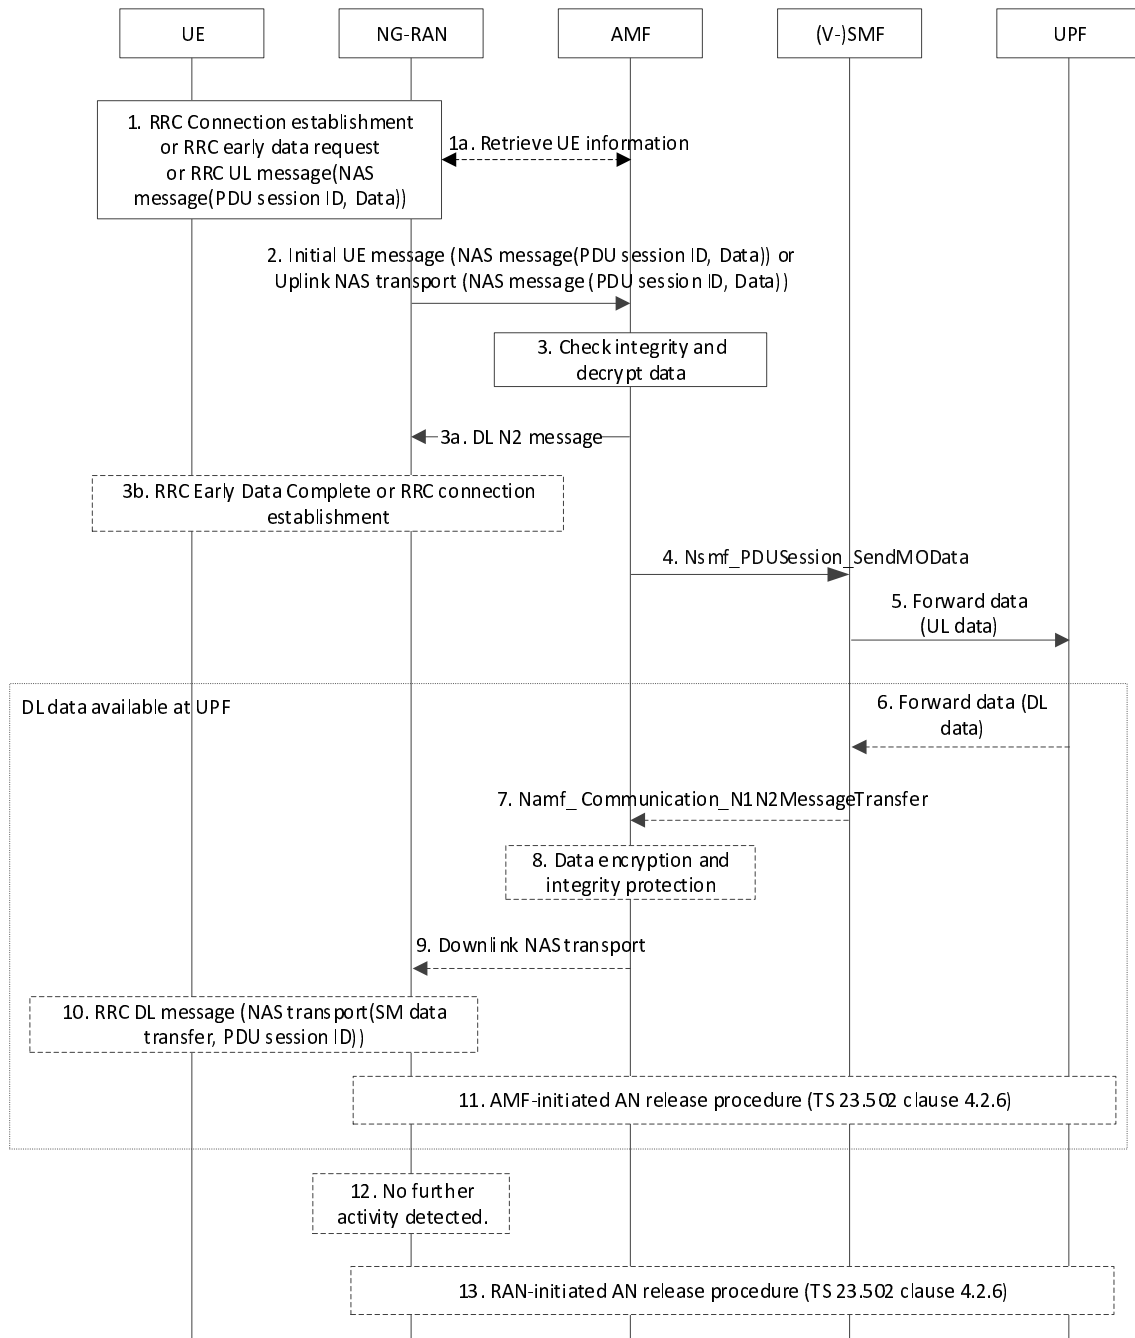 UE
NG-RAN
AMF
(V-)SMF
UPF
1. RRC Connection establishment
or RRC early data request
or RRC UL message(NAS
message(PDU session ID, Data))
1a. Retrieve UE information
2. Initial UE message (NAS message(PDU session ID, Data)) or
Uplink NAS transport (NAS message (PDU session ID, Data))
3. Check integrity and
decrypt data
3a. DL N2 message
3b. RRC Early Data Complete or RRC connection
establishment
4. Nsmf_PDUSession_SendMOData
5. Forward data
(UL data)
DL data available at UPF
6. Forward data (DL
data)
7. Namf_ Communication_N1N2MessageTransfer
8. Data encryption and
integrity protection
9. Downlink NAS transport
10. RRC DL message (NAS transport(SM data
transfer, PDU session ID))
11. AMF-initiated AN release procedure (TS 23.502 clause 4.2.6)
12. No further
activity detected.
13. RAN-initiated AN release procedure (TS 23.502 clause 4.2.6)